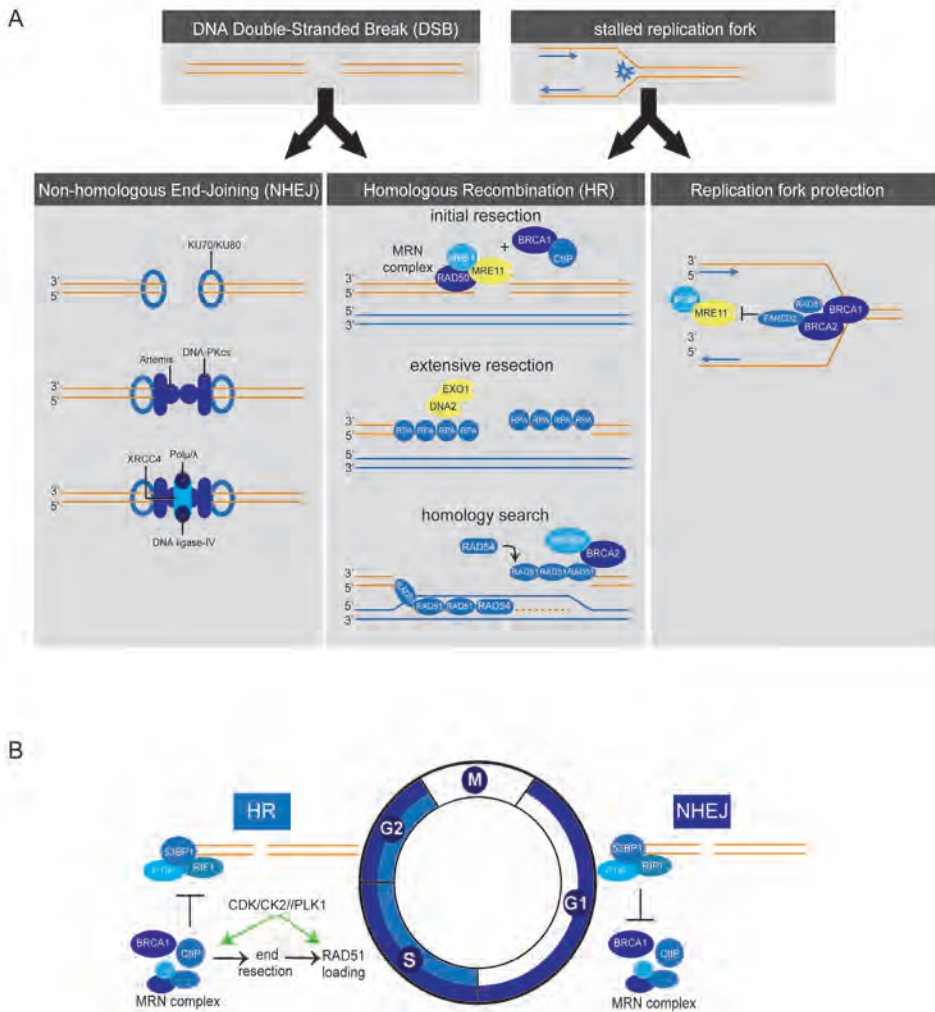 A
DNA Double-Stranded Break (DSB)
stalled replication fork
Non-homologous End-Joining (NHEJ)
KU70/KU80
3'
5'
Artemis
DNA-PKcs
3'
5'
XRCC4
Polμ/λ
3'
5'
DNA ligase-IV
Homologous Recombination (HR)
initial resection
MRN
complex
RAD50
MRE11
+
BRCA1
CtIP
3'
5'
5'
3'
extensive resection
EXO1
DNA2
RPA RPA RPA RPA
RPA RPA RPA RPA
3'
5'
5'
3'
homology search
RAD54
BRCA2
RAD51 RAD51 RAD51
3'
5'
RAD51
RAD51 RAD51 RAD54
5'
3'
Replication fork protection
3'
5'
MRE11
FANCD2
RAD51
BRCA2
BRCA1
3'
5'
B
HR
53BP1
PTIP
RIF1
CDK/CK2//PLK1
BRCA1
CtIP
end
resection
RAD51
loading
MRN complex
M
G2
S
G1
NHEJ
53BP1
PTIP
RIF1
BRCA1
CtIP
MRN complex